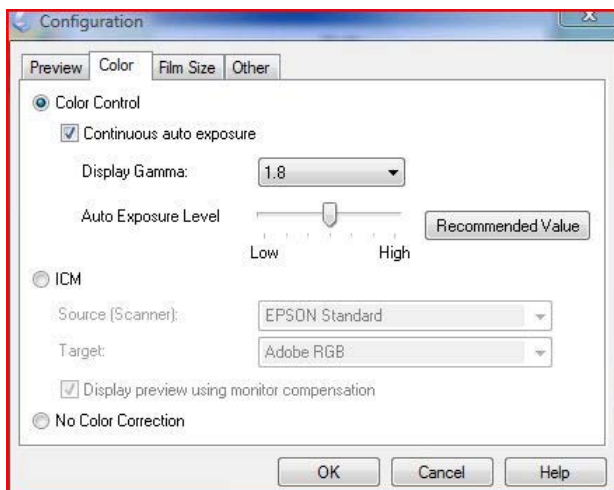 Configuration
Preview Color Film Size Other
Color Control
Continuous auto exposure
Display Gamma: 1.8
Auto Exposure Level
Recommended Value
Low High
ICM
Source (Scanner): EPSON Standard
Target: Adobe RGB
Display preview using monitor compensation
No Color Correction
OK Cancel Help